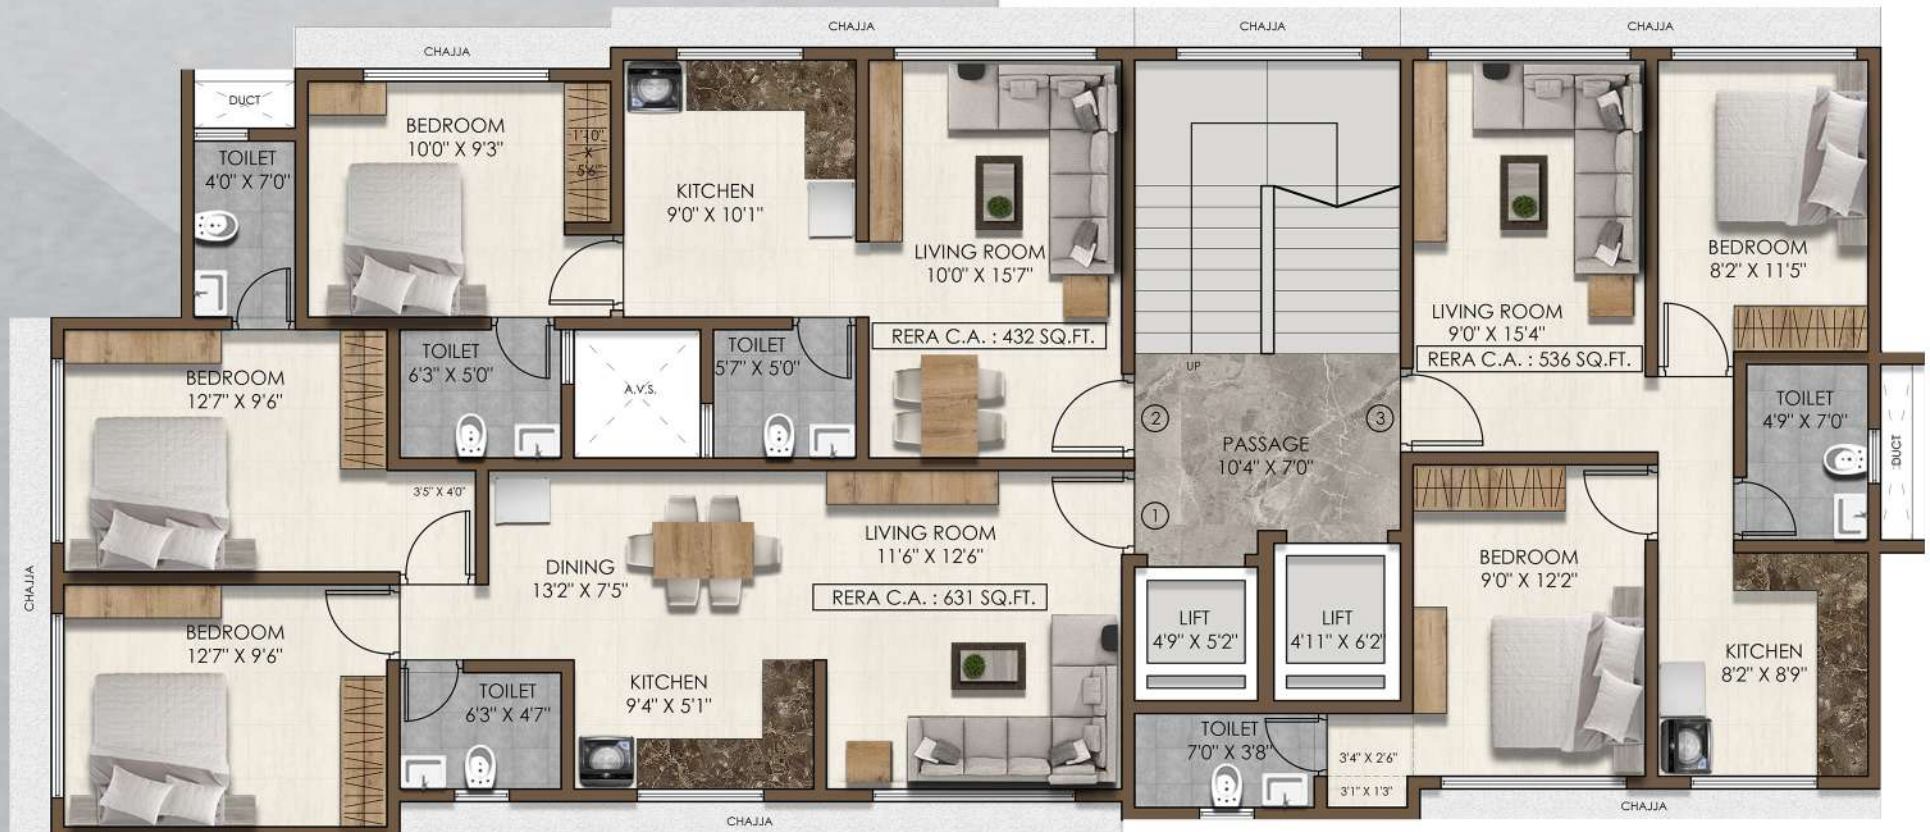 CHAJJA
CHAJJA
CHAJJA
CHAJJA
DUCT
TOILET
4'0" X 7'0"
BEDROOM
10'0" X 9'3"
1'10"
X
5'6"
KITCHEN
9'0" X 10'1"
LIVING ROOM
10'0" X 15'7"
RERA C.A. : 432 SQ.FT.
LIVING ROOM
9'0" X 15'4"
RERA C.A. : 536 SQ.FT.
BEDROOM
8'2" X 11'5"
BEDROOM
12'7" X 9'6"
TOILET
6'3" X 5'0"
A.V.S.
TOILET
5'7" X 5'0"
UP
2
3
PASSAGE
10'4" X 7'0"
1
TOILET
4'9" X 7'0"
DUCT
3'5" X 4'0"
DINING
13'2" X 7'5"
LIVING ROOM
11'6" X 12'6"
RERA C.A. : 631 SQ.FT.
BEDROOM
9'0" X 12'2"
CHAJJA
BEDROOM
12'7" X 9'6"
LIFT
4'9" X 5'2"
LIFT
4'11" X 6'2"
KITCHEN
8'2" X 8'9"
TOILET
6'3" X 4'7"
KITCHEN
9'4" X 5'1"
TOILET
7'0" X 3'8"
3'4" X 2'6"
3'1" X 1'3"
CHAJJA
CHAJJA